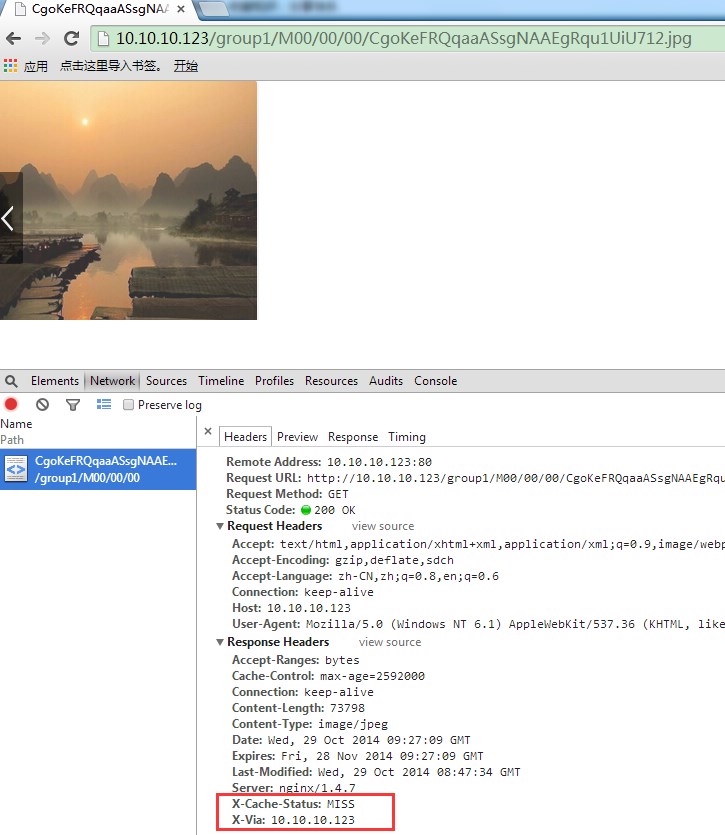 CgoKeFRQqaaASsgNAA
10.10.10.123/group1/M00/00/00/CgoKeFRQqaaASsgNAAEgRqu1UiU712.jpg
应用 点击这里导入书签。 开始
Elements Network Sources Timeline Profiles Resources Audits Console
Preserve log
Name
Path
Headers Preview Response Timing
CgoKeFRQqaaASsgNAAE...
/group1/M00/00/00
Remote Address: 10.10.10.123:80
Request URL: http://10.10.10.123/group1/M00/00/00/CgoKeFRQqaaASsgNAAEgRqu
Request Method: GET
Status Code: 200 OK
Request Headers view source
Accept: text/html,application/xhtml+xml,application/xml;q=0.9,image/webp
Accept-Encoding: gzip,deflate,sdch
Accept-Language: zh-CN,zh;q=0.8,en;q=0.6
Connection: keep-alive
Host: 10.10.10.123
User-Agent: Mozilla/5.0 (Windows NT 6.1) AppleWebKit/537.36 (KHTML, like
Response Headers view source
Accept-Ranges: bytes
Cache-Control: max-age=2592000
Connection: keep-alive
Content-Length: 73798
Content-Type: image/jpeg
Date: Wed, 29 Oct 2014 09:27:09 GMT
Expires: Fri, 28 Nov 2014 09:27:09 GMT
Last-Modified: Wed, 29 Oct 2014 08:47:34 GMT
Server: nginx/1.4.7
X-Cache-Status: MISS
X-Via: 10.10.10.123